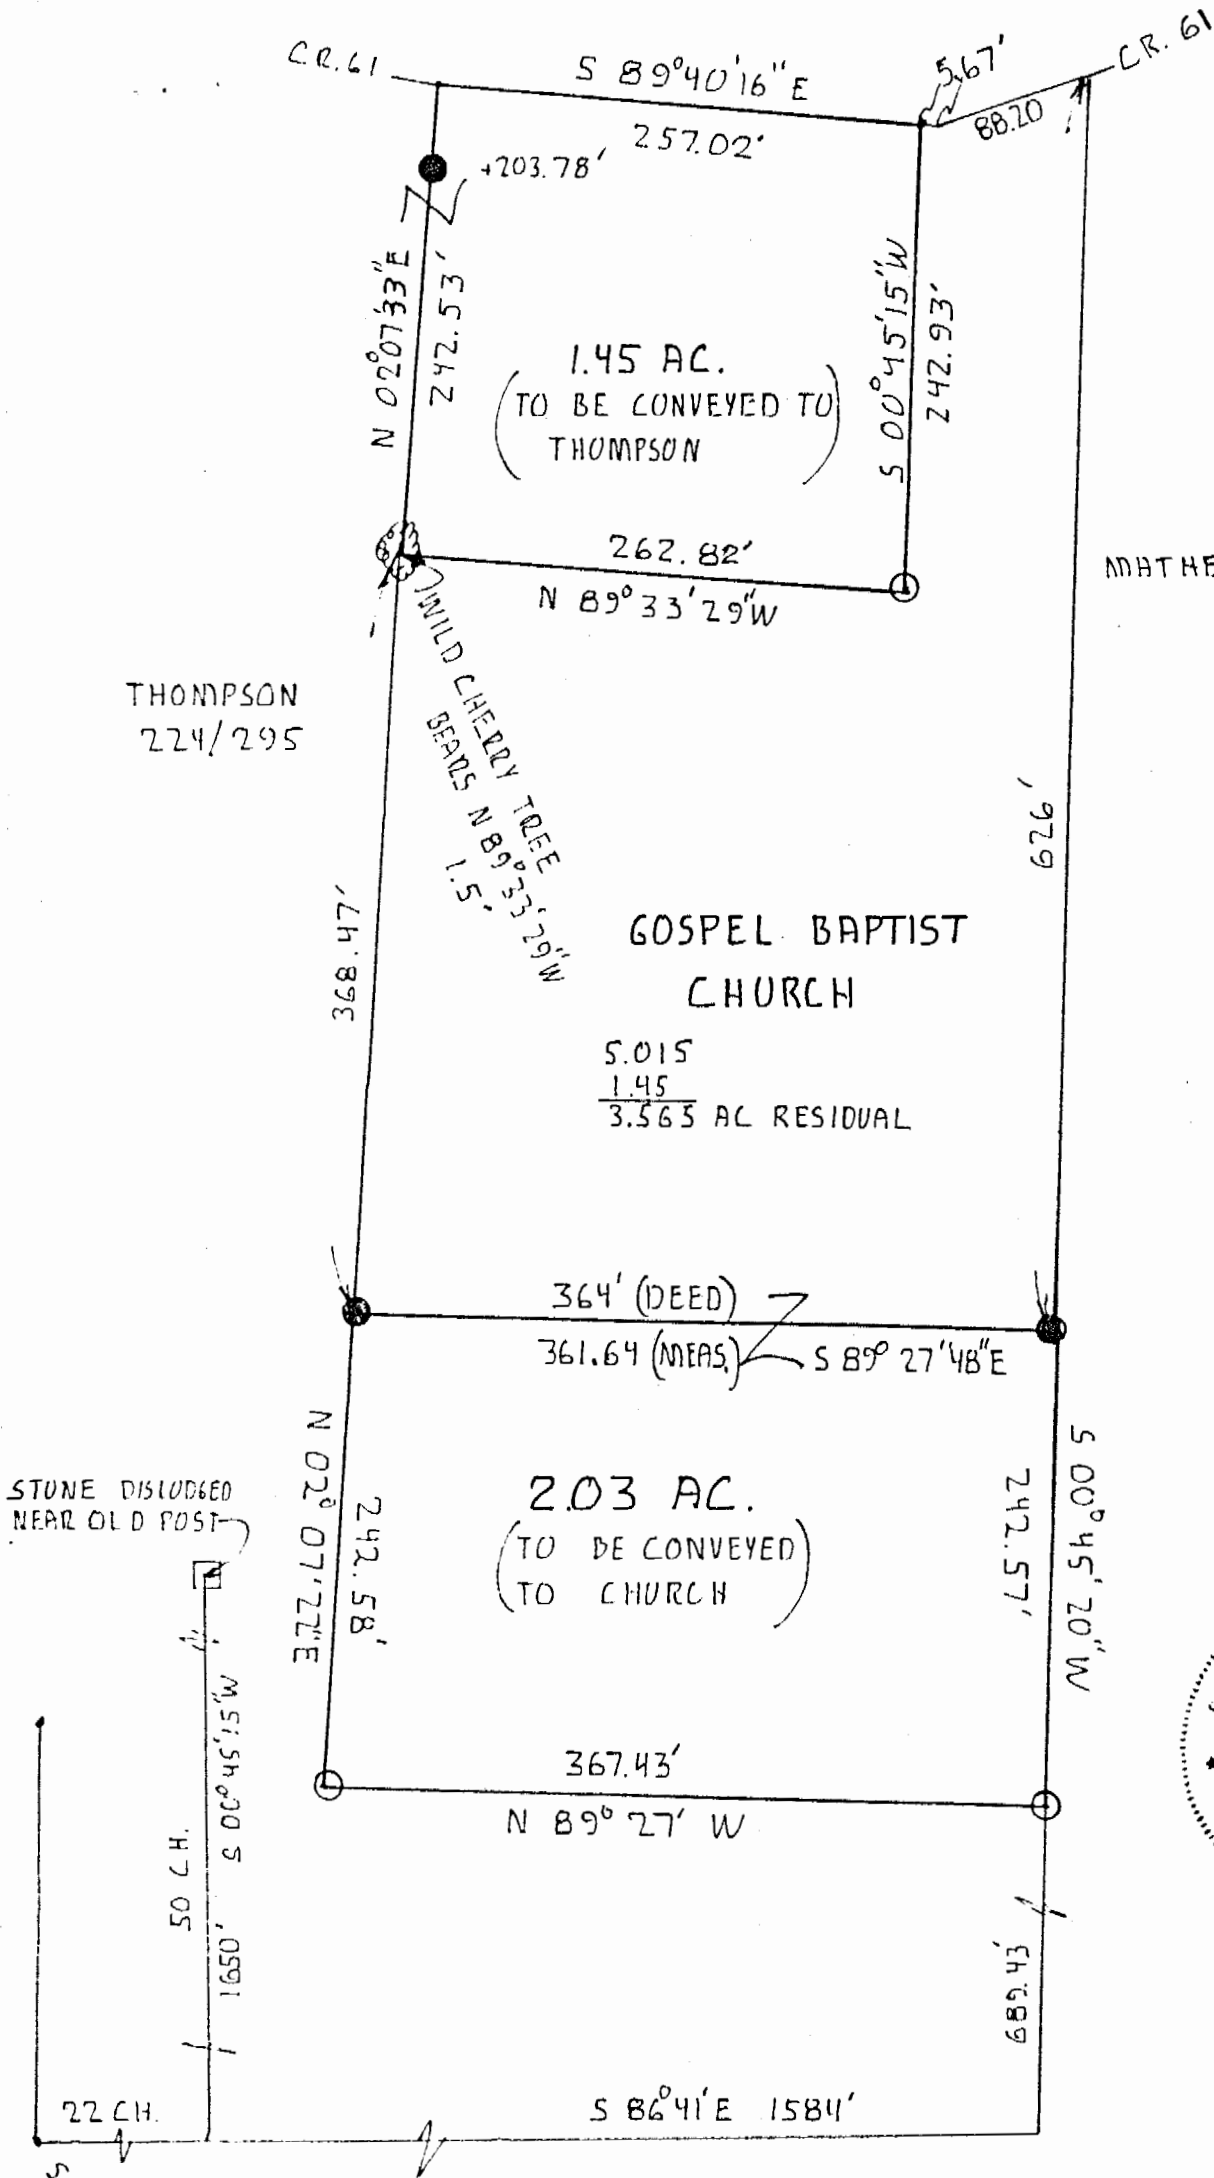 C.R. 61
S 89°40'16" E
257.02'
5.67'
88.20
C.R. 61
+203.78'
N 02°07'33" E
242.53'
S 00°45'15" W
242.93'
1.45 AC.
(TO BE CONVEYED TO
THOMPSON)
262.82'
N 89°33'29" W
WILD CHERRY TREE
BEARS N 89°33'29" W
1.5'
THOMPSON
224/295
368.47'
626'
GOSPEL BAPTIST
CHURCH
5.015
1.45
3.565 AC RESIDUAL
364' (DEED)
361.64 (MEAS.)
S 89° 27'48" E
N 02° 07'22" E
242.58'
2.03 AC.
(TO BE CONVEYED
TO CHURCH)
242.57'
S 00° 45' 20" W
STONE DISLODGED
NEAR OLD POST
367.43'
N 89° 27' W
50 CH.
1650'
S 00° 45'15" W
689.43'
22 CH.
S 86°41' E 1584'